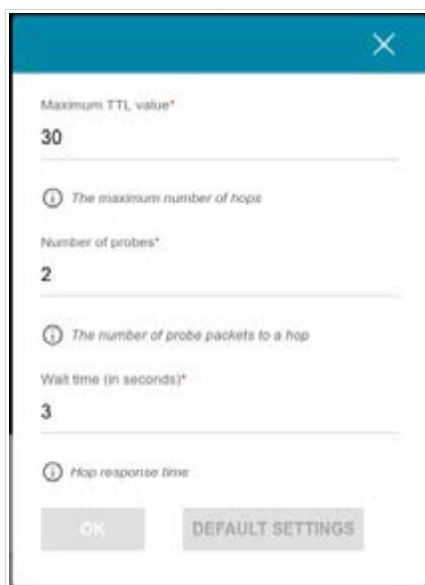 Maximum TTL value*
30
The maximum number of hops
Number of probes*
2
The number of probe packets to a hop
Wait time (in seconds)*
3
Hop response time
OK DEFAULT SETTINGS